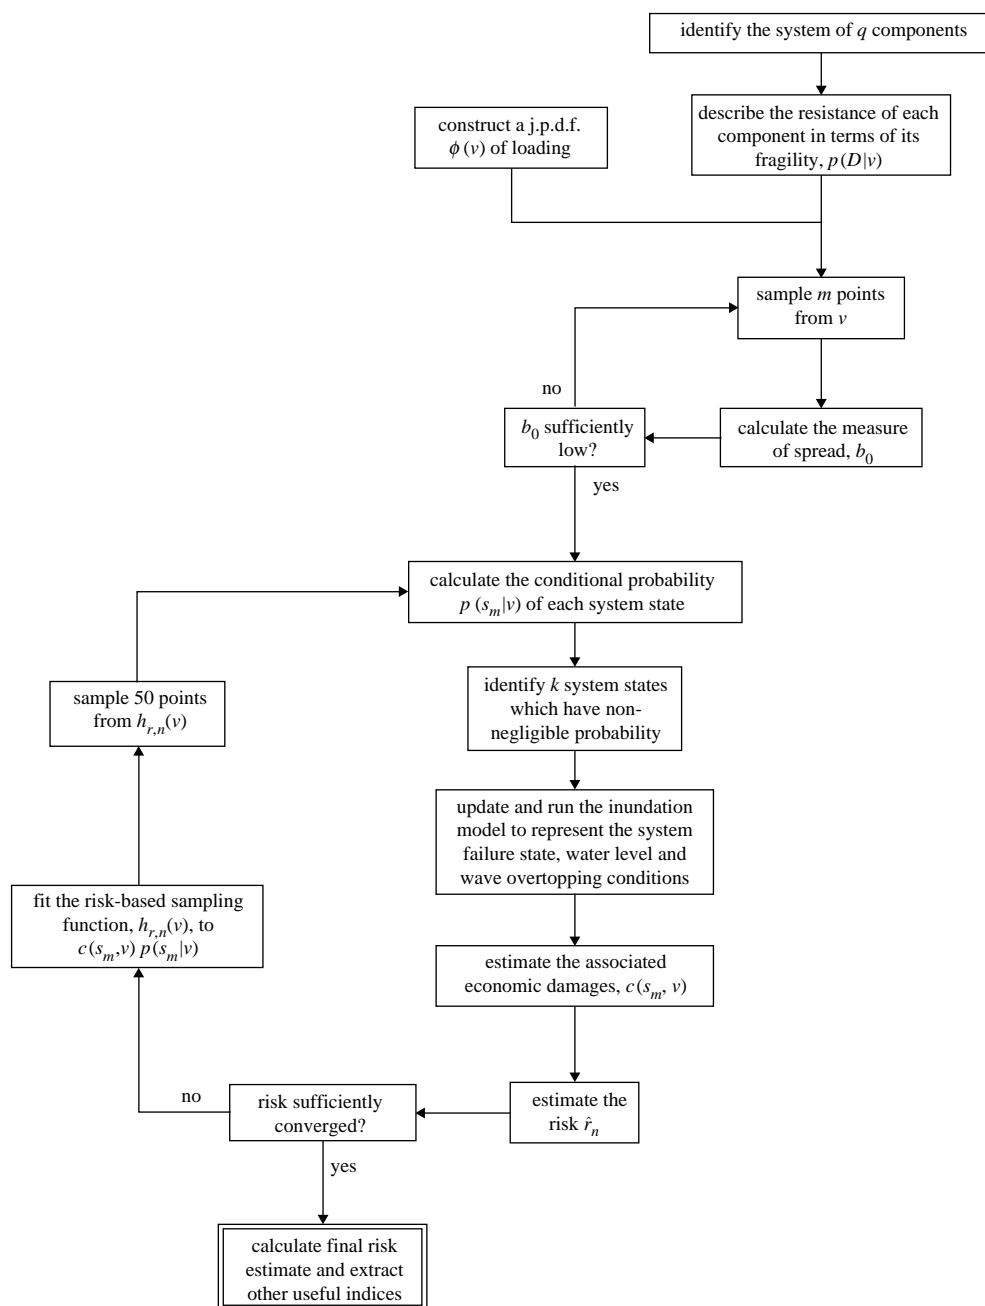 identify the system of q components
construct a j.p.d.f.
ϕ(v) of loading
describe the resistance of each
component in terms of its
fragility, p(D|v)
sample m points
from v
no
b0 sufficiently
low?
calculate the measure
of spread, b0
yes
calculate the conditional probability
p (sm|v) of each system state
sample 50 points
from hr,n(v)
identify k system states
which have non-
negligible probability
update and run the inundation
model to represent the system
failure state, water level and
wave overtopping conditions
fit the risk-based sampling
function, hr,n(v), to
c(sm,v) p(sm|v)
estimate the associated
economic damages, c(sm, v)
no
risk sufficiently
converged?
estimate the
risk r̂n
yes
calculate final risk
estimate and extract
other useful indices